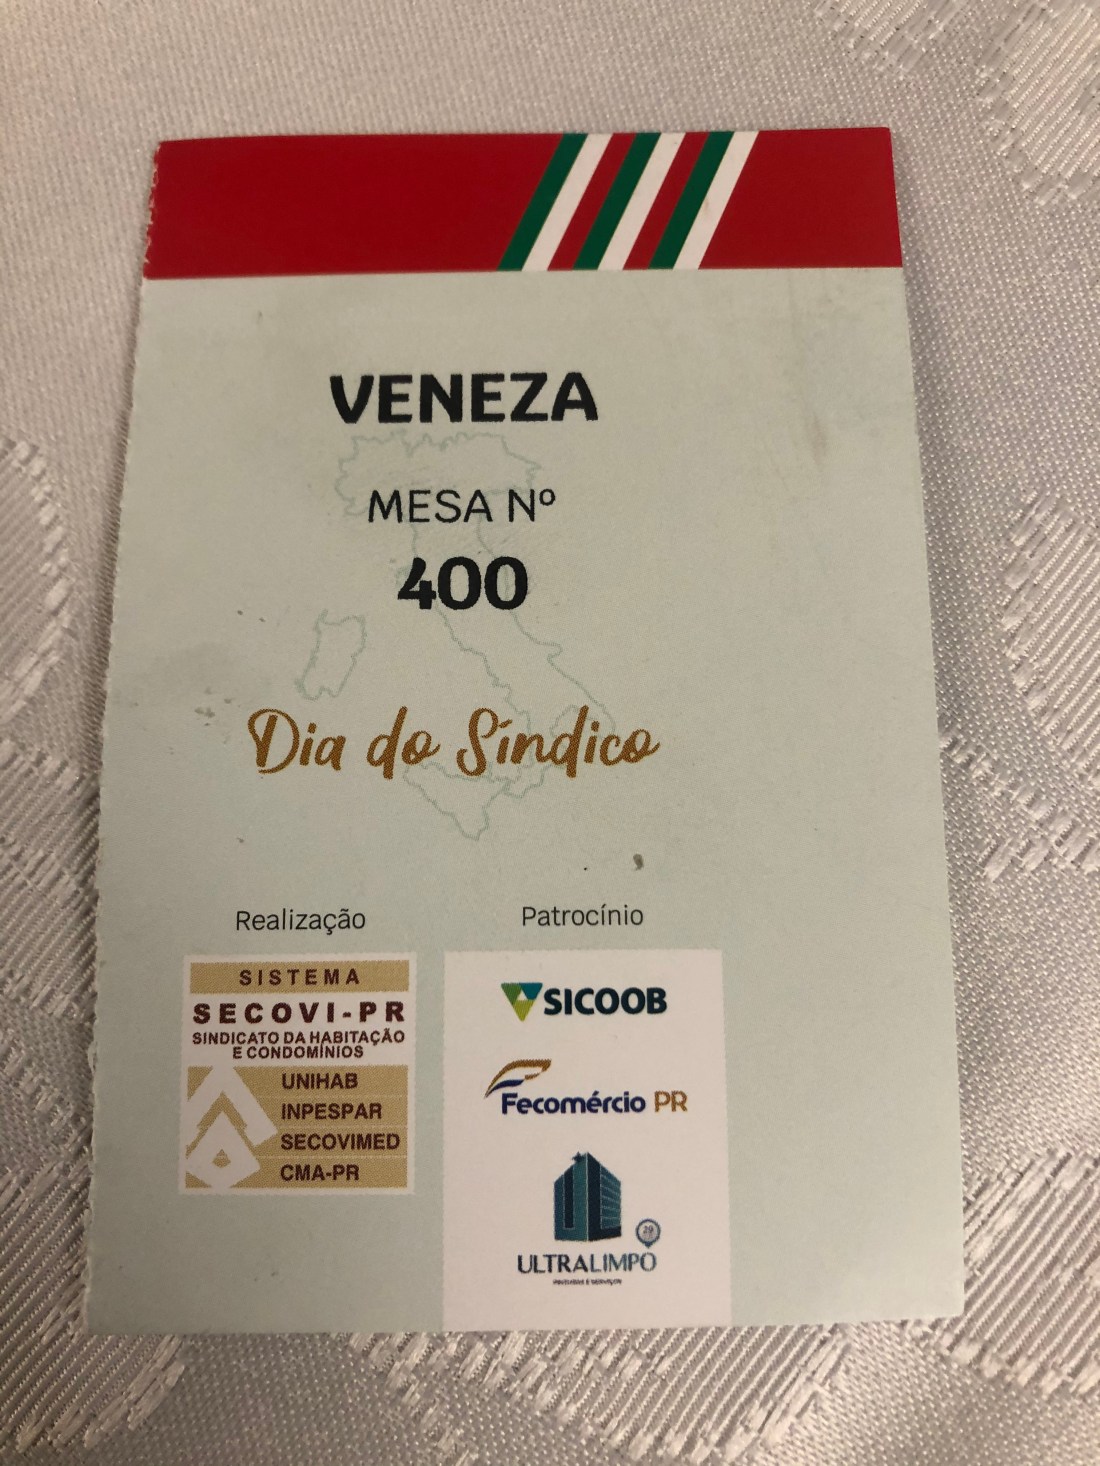 VENEZA
MESA Nº
400
Dia do Síndico
Realização
SISTEMA
SECOVI-PR
SINDICATO DA HABITAÇÃO
E CONDOMÍNIOS
UNIHAB
INPESPAR
SECOVIMED
CMA-PR
Patrocínio
SICOOB
Fecomércio PR
29
ULTRALIMPO